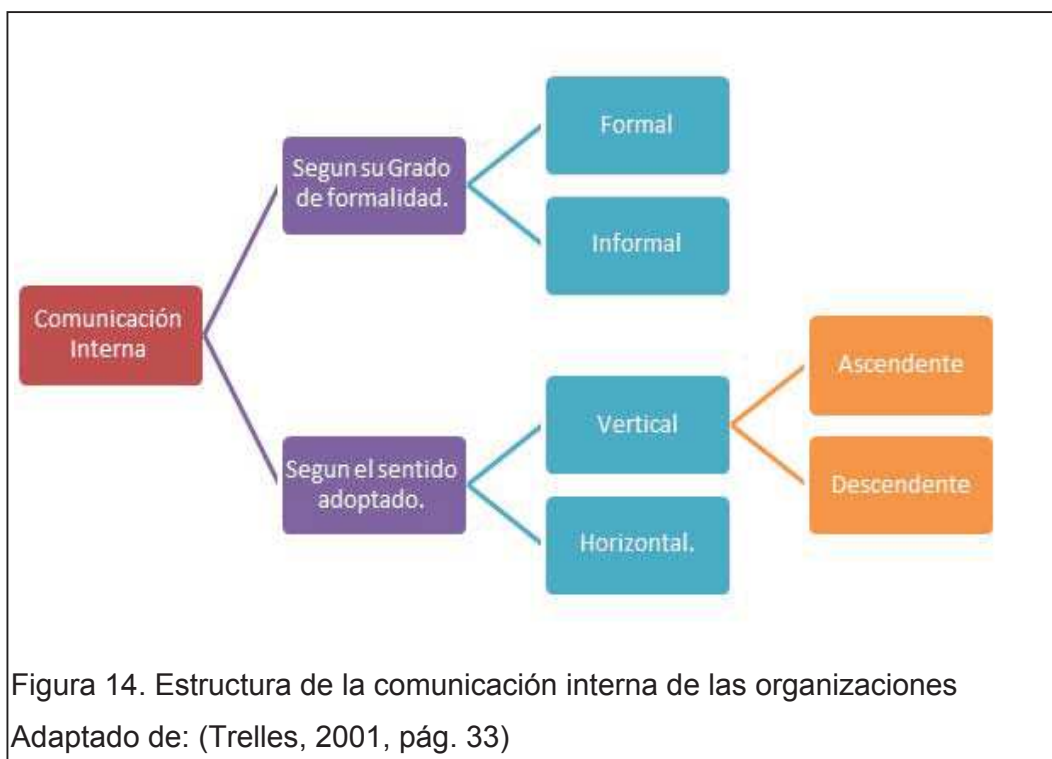 Comunicación
Interna
Segun su Grado
de formalidad.
Formal
Informal
Segun el sentido
adoptado.
Vertical
Horizontal.
Ascendente
Descendente
Figura 14. Estructura de la comunicación interna de las organizaciones
Adaptado de: (Trelles, 2001, pág. 33)